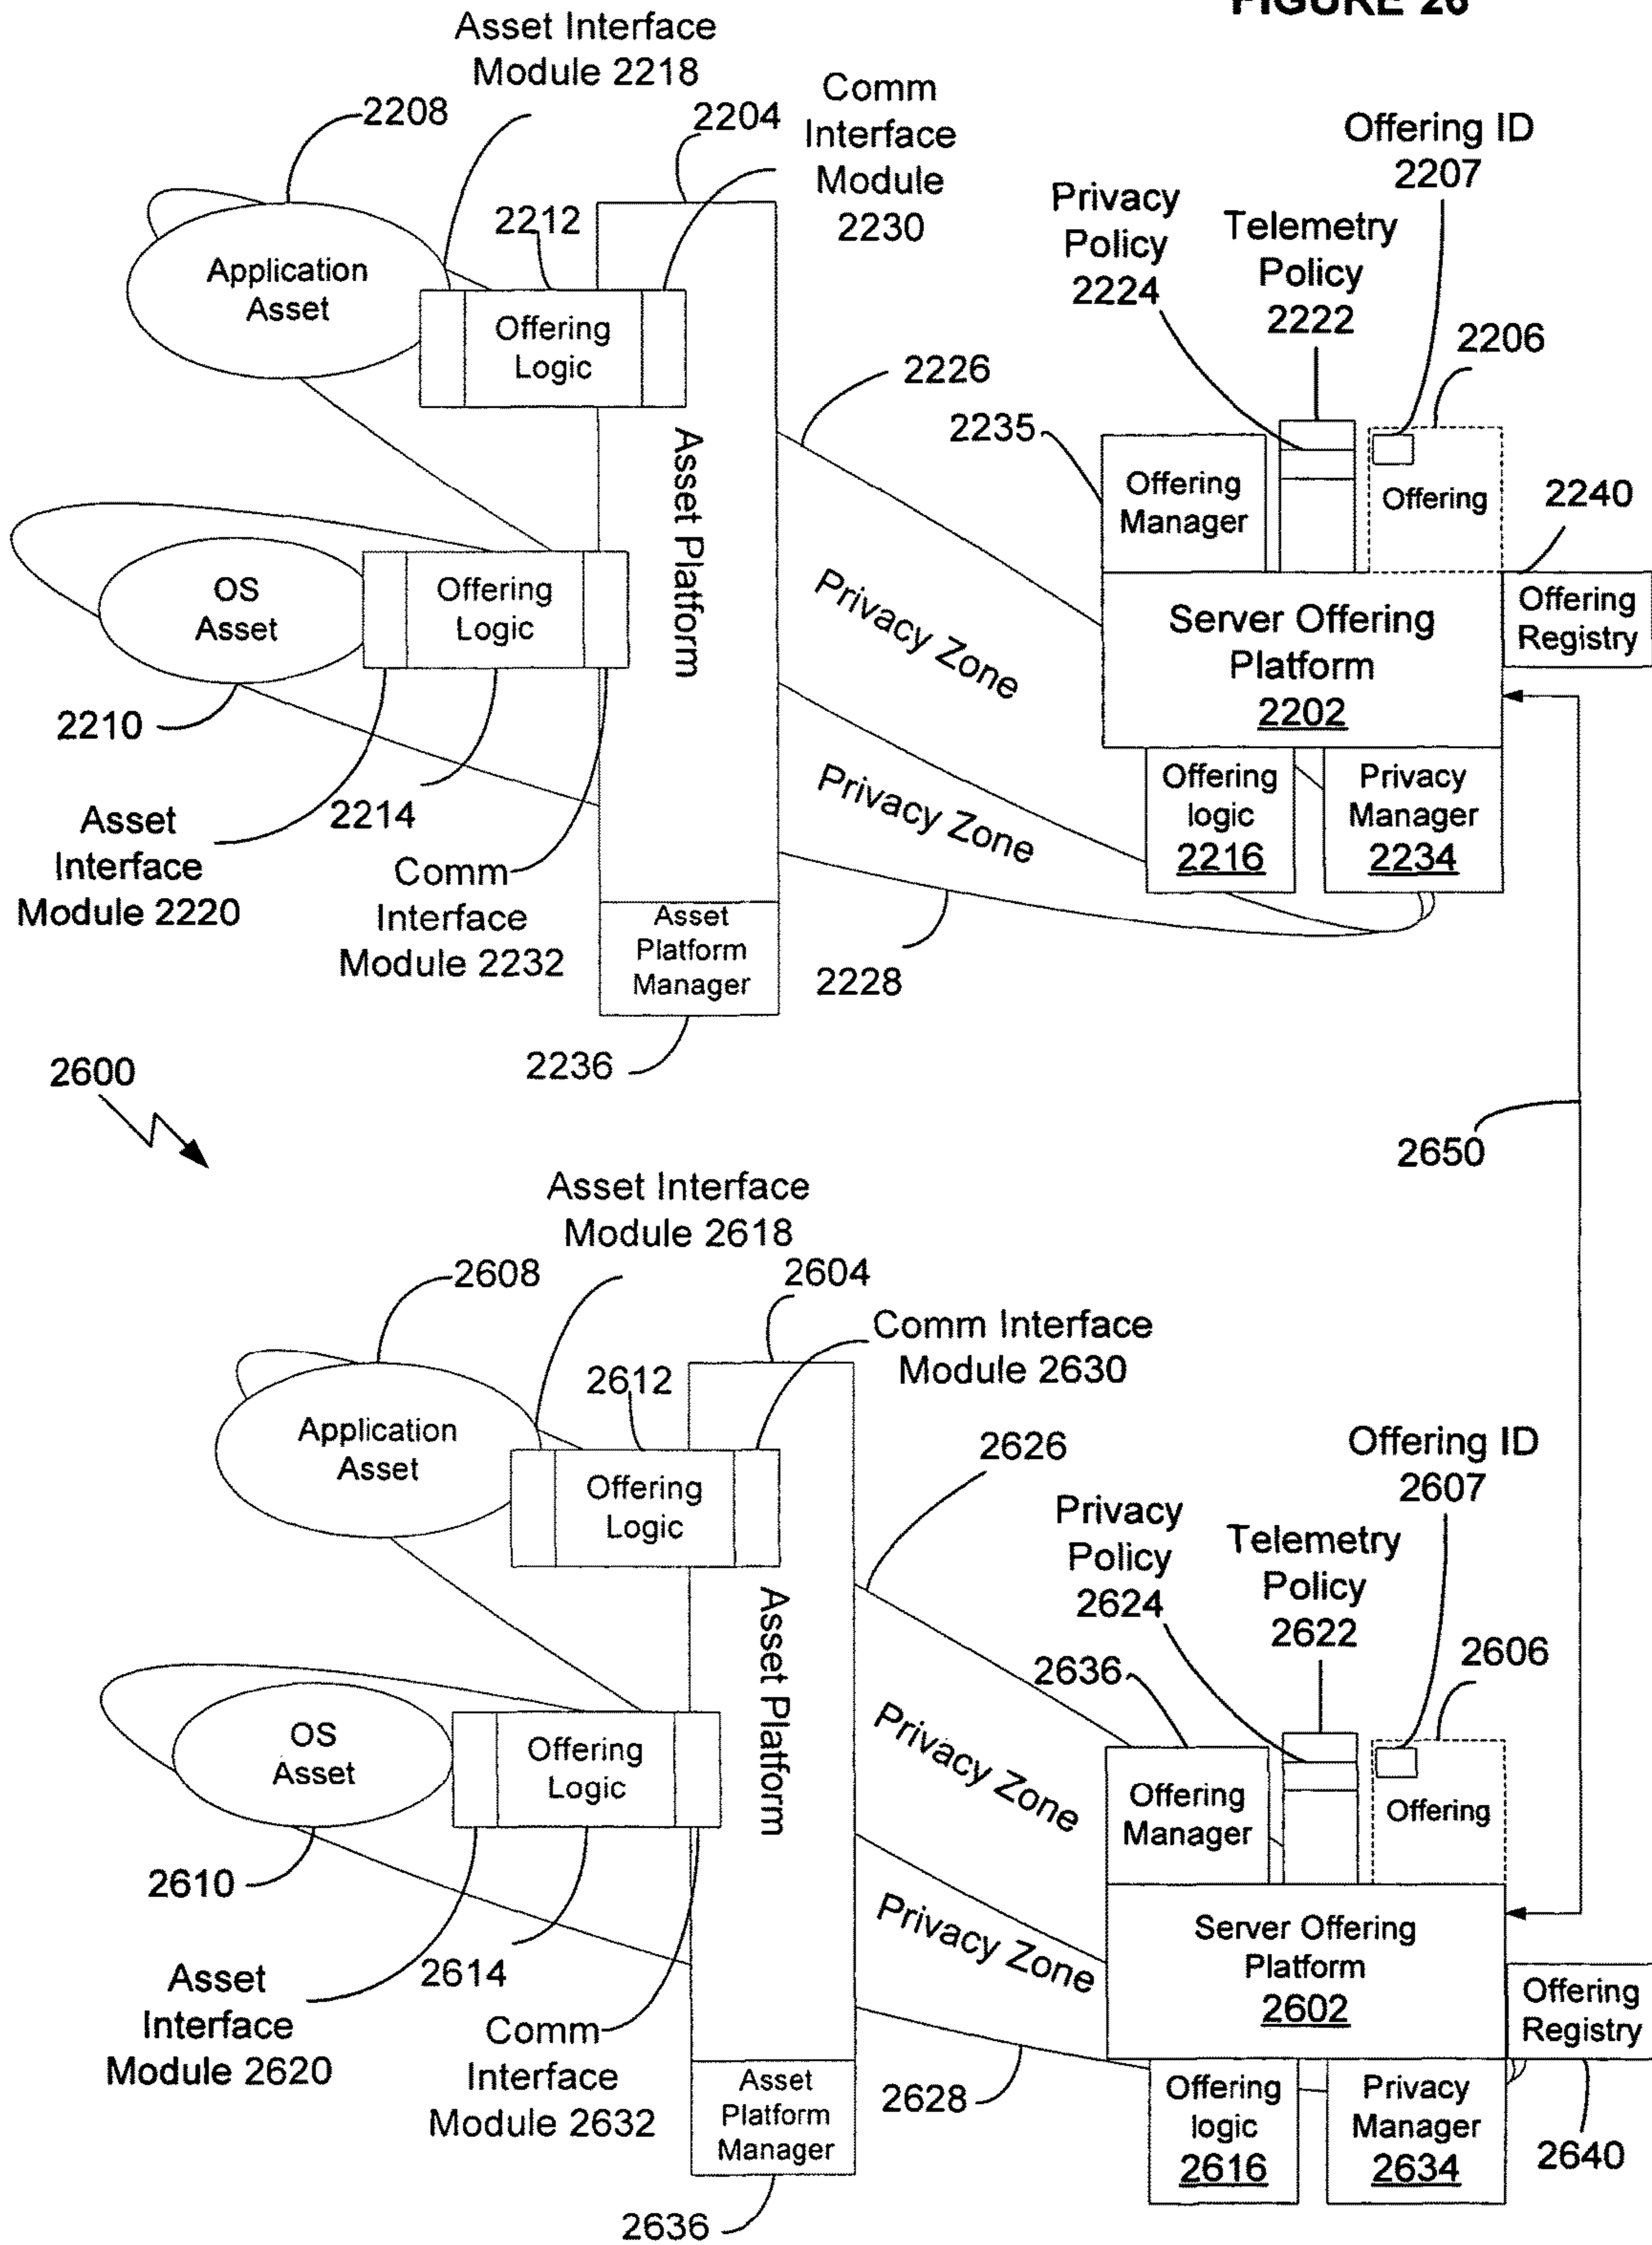 FIGURE 26
Asset Interface
Module 2218
2208
2204
Comm
Interface
Module
2230
Offering ID
2207
Privacy
Policy
2224
Telemetry
Policy
2222
2212
2206
Application
Asset
Offering
Logic
2226
2235
Asset Platform
Offering
Manager
Offering
2240
OS
Asset
Offering
Logic
Privacy Zone
Server Offering
Platform
2202
Offering
Registry
2210
2214
Asset
Interface
Module 2220
Comm
Interface
Module 2232
Privacy Zone
Offering
logic
2216
Privacy
Manager
2234
Asset
Platform
Manager
2228
2236
2600
2650
Asset Interface
Module 2618
2608
2604
Comm Interface
Module 2630
2612
Application
Asset
Offering
Logic
2626
Offering ID
2607
Privacy
Policy
2624
Telemetry
Policy
2622
2636
2606
Asset Platform
OS
Asset
Offering
Logic
Privacy Zone
Offering
Manager
Offering
2610
2614
Asset
Interface
Module 2620
Comm
Interface
Module 2632
Privacy Zone
Server Offering
Platform
2602
Offering
Registry
Asset
Platform
Manager
2628
Offering
logic
2616
Privacy
Manager
2634
2640
2636